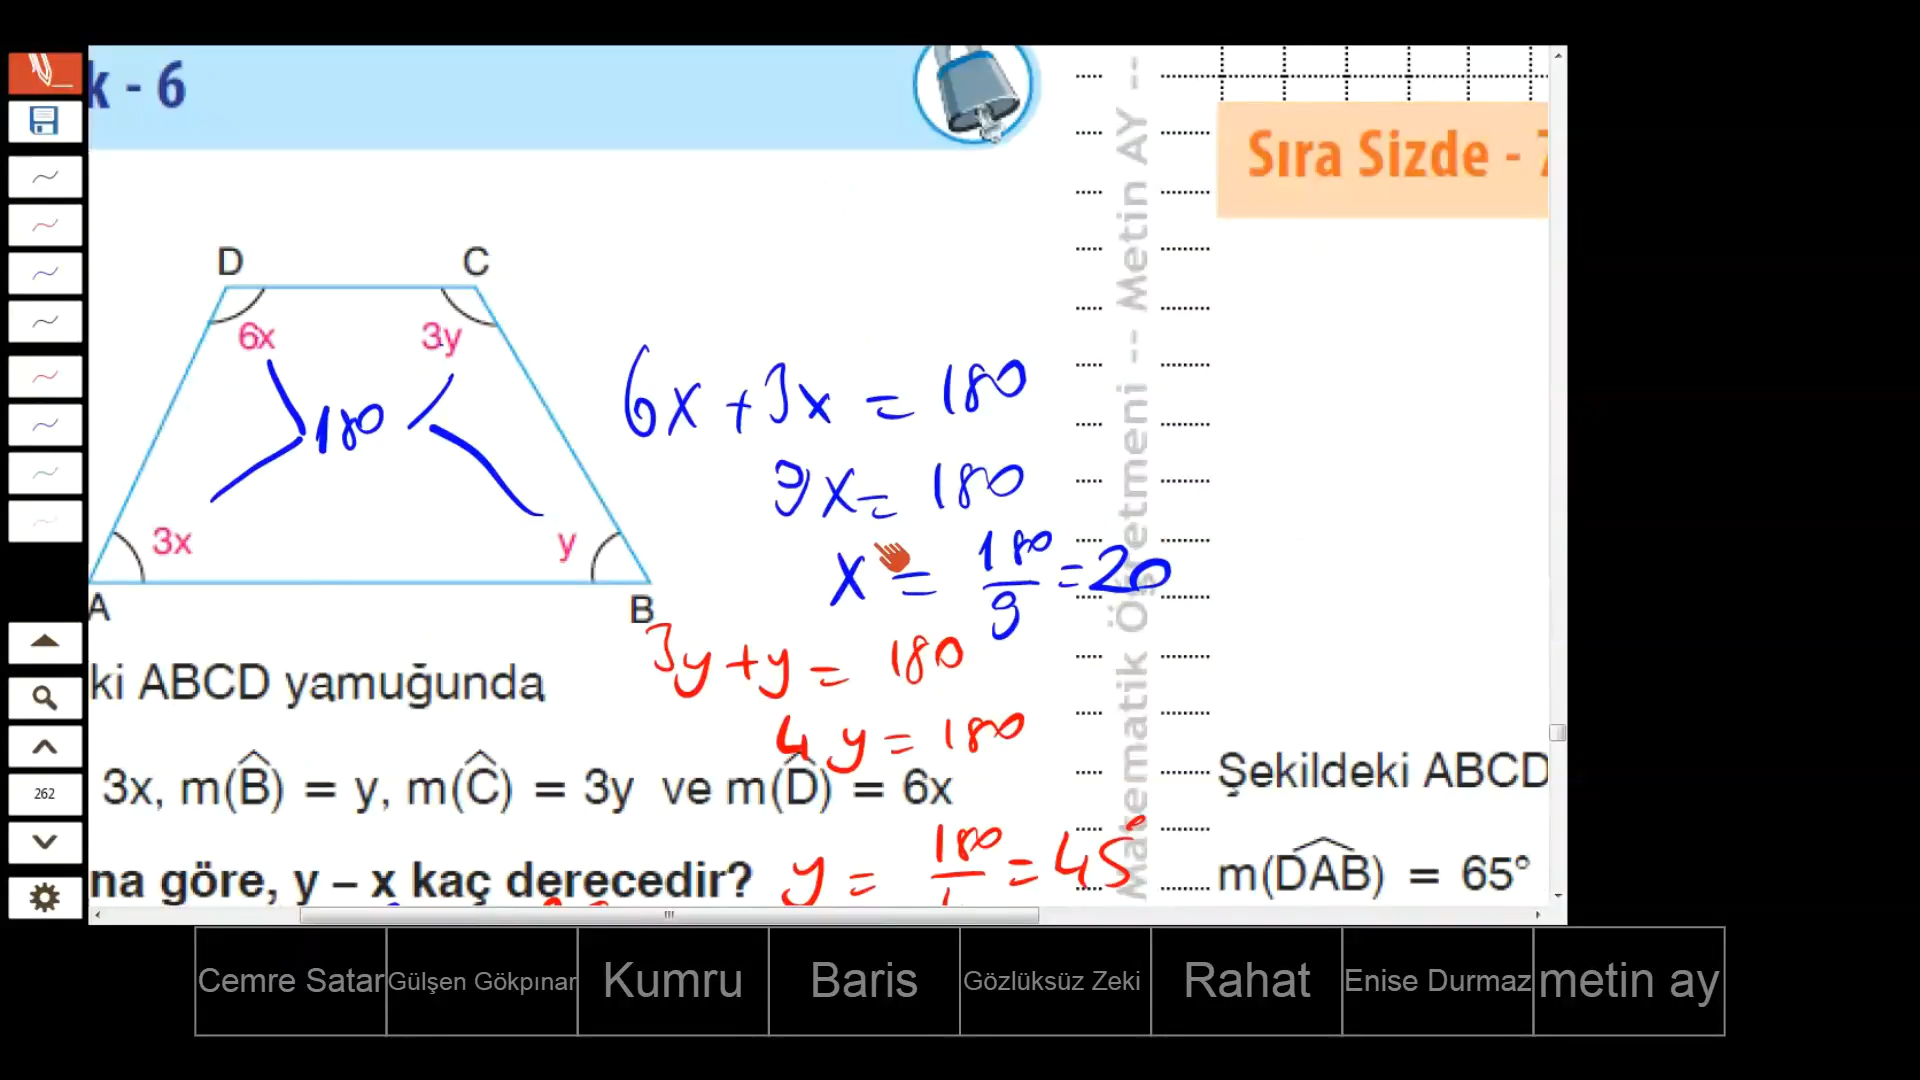 k - 6
Sıra Sizde - 7
D
C
6x
3y
180
3x
y
A
B
6x + 3x = 180
9x = 180
x = 180/9 = 20
3y + y = 180
4y = 180
y = 180/ = 45°
ki ABCD yamuğunda
3x, m(B̂) = y, m(Ĉ) = 3y ve m(D̂) = 6x
na göre, y – x kaç derecedir?
Matematik Öğretmeni -- Metin AY --
Şekildeki ABCD
m(DAB) = 65°
262
Cemre Satar
Gülşen Gökpınar
Kumru
Baris
Gözlüksüz Zeki
Rahat
Enise Durmaz
metin ay